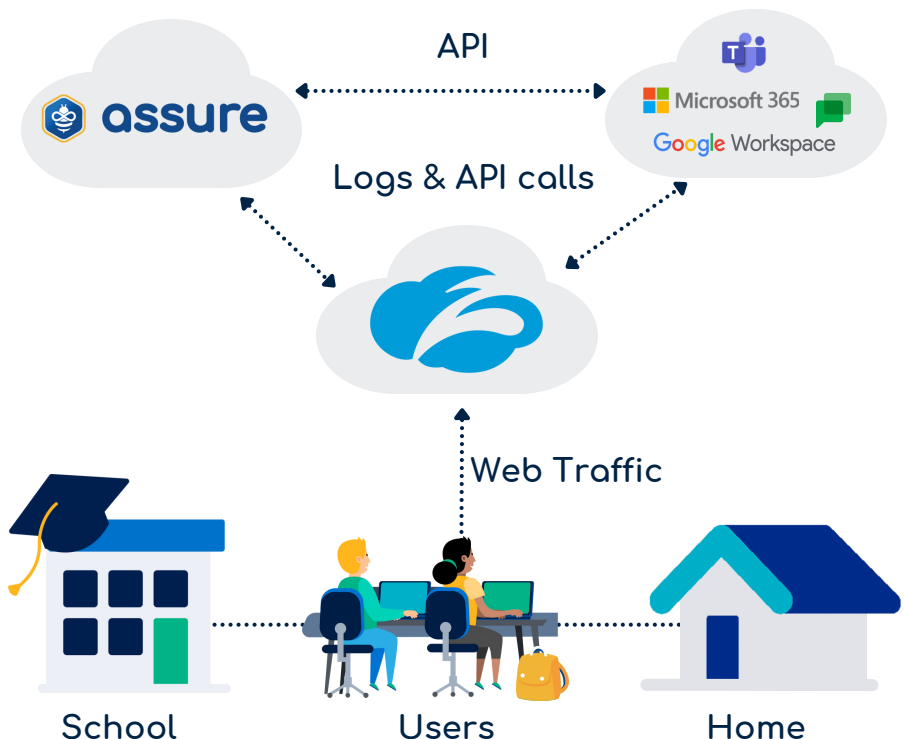 API
T
Microsoft 365
assure
Google Workspace
Logs & API calls
Web Traffic
School
Users
Home